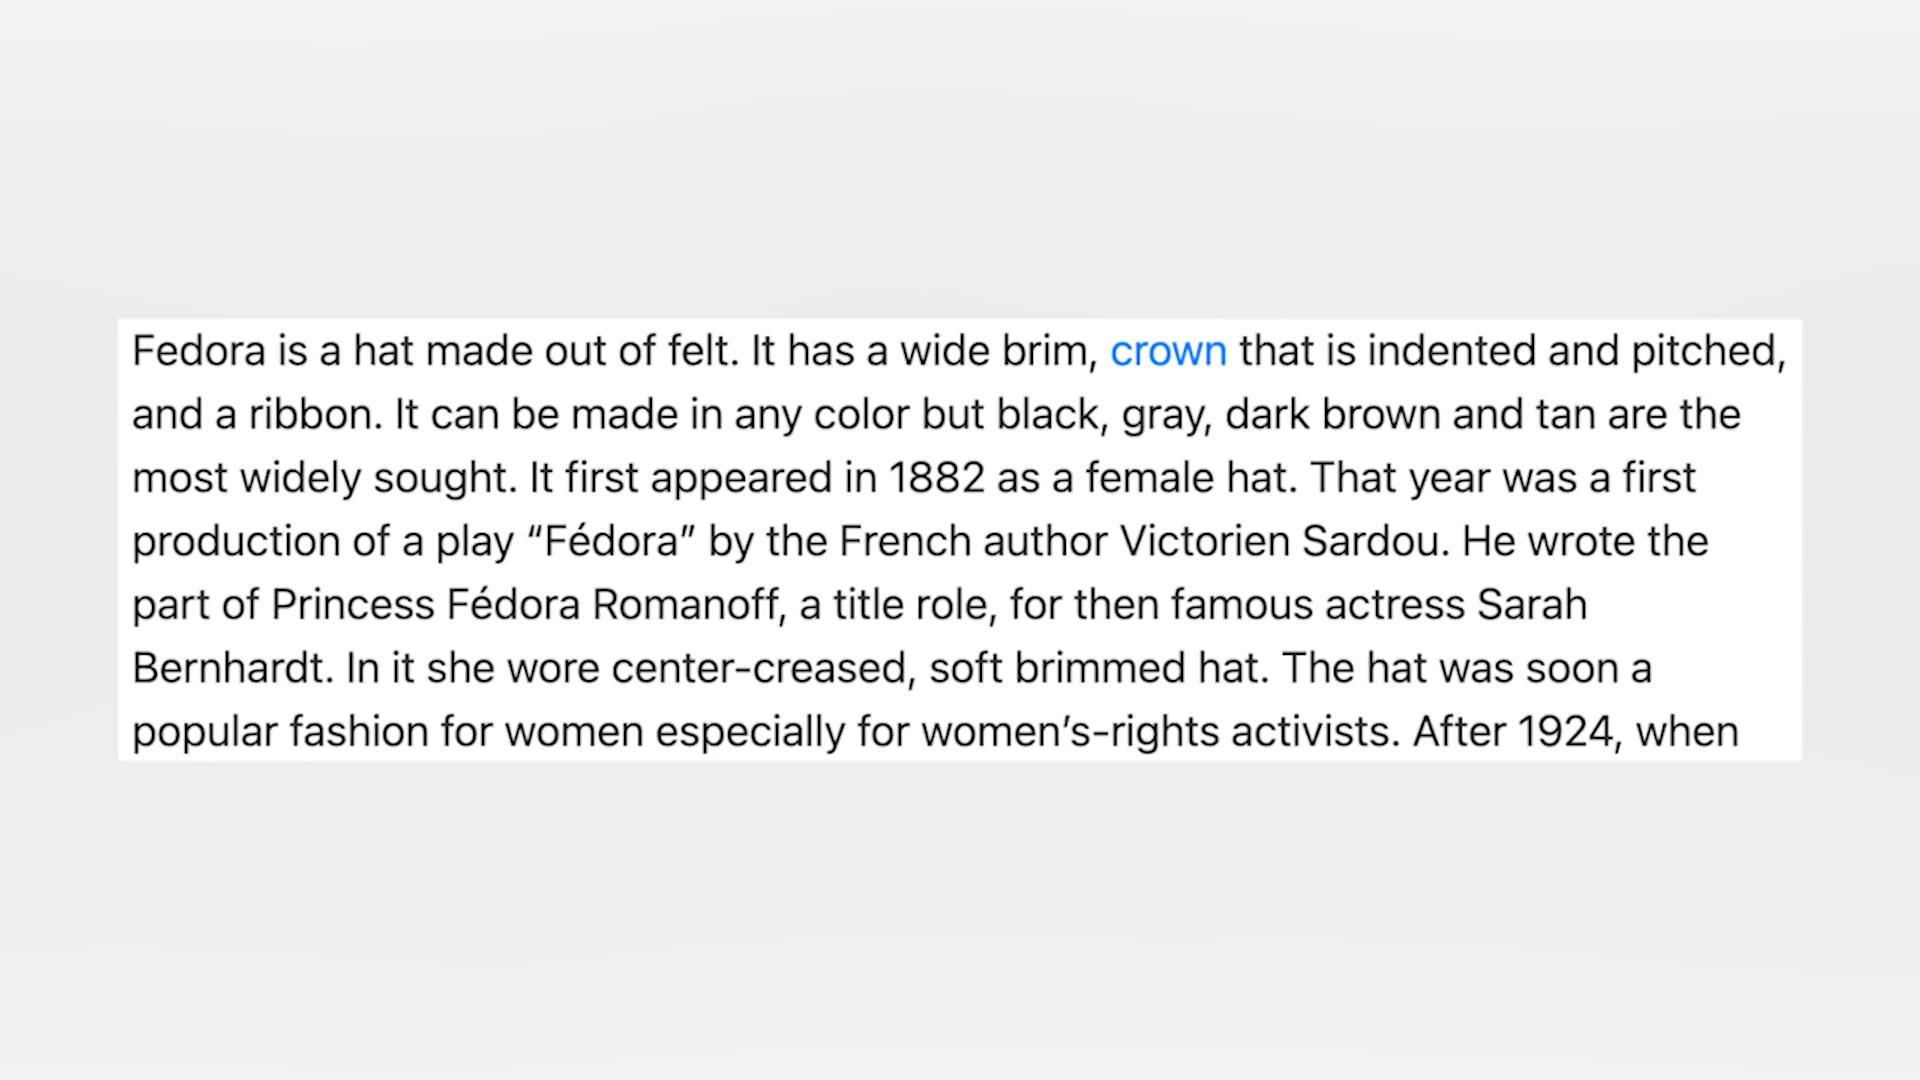 Fedora is a hat made out of felt. It has a wide brim, crown that is indented and pitched,
and a ribbon. It can be made in any color but black, gray, dark brown and tan are the
most widely sought. It first appeared in 1882 as a female hat. That year was a first
production of a play “Fédora” by the French author Victorien Sardou. He wrote the
part of Princess Fédora Romanoff, a title role, for then famous actress Sarah
Bernhardt. In it she wore center-creased, soft brimmed hat. The hat was soon a
popular fashion for women especially for women’s-rights activists. After 1924, when